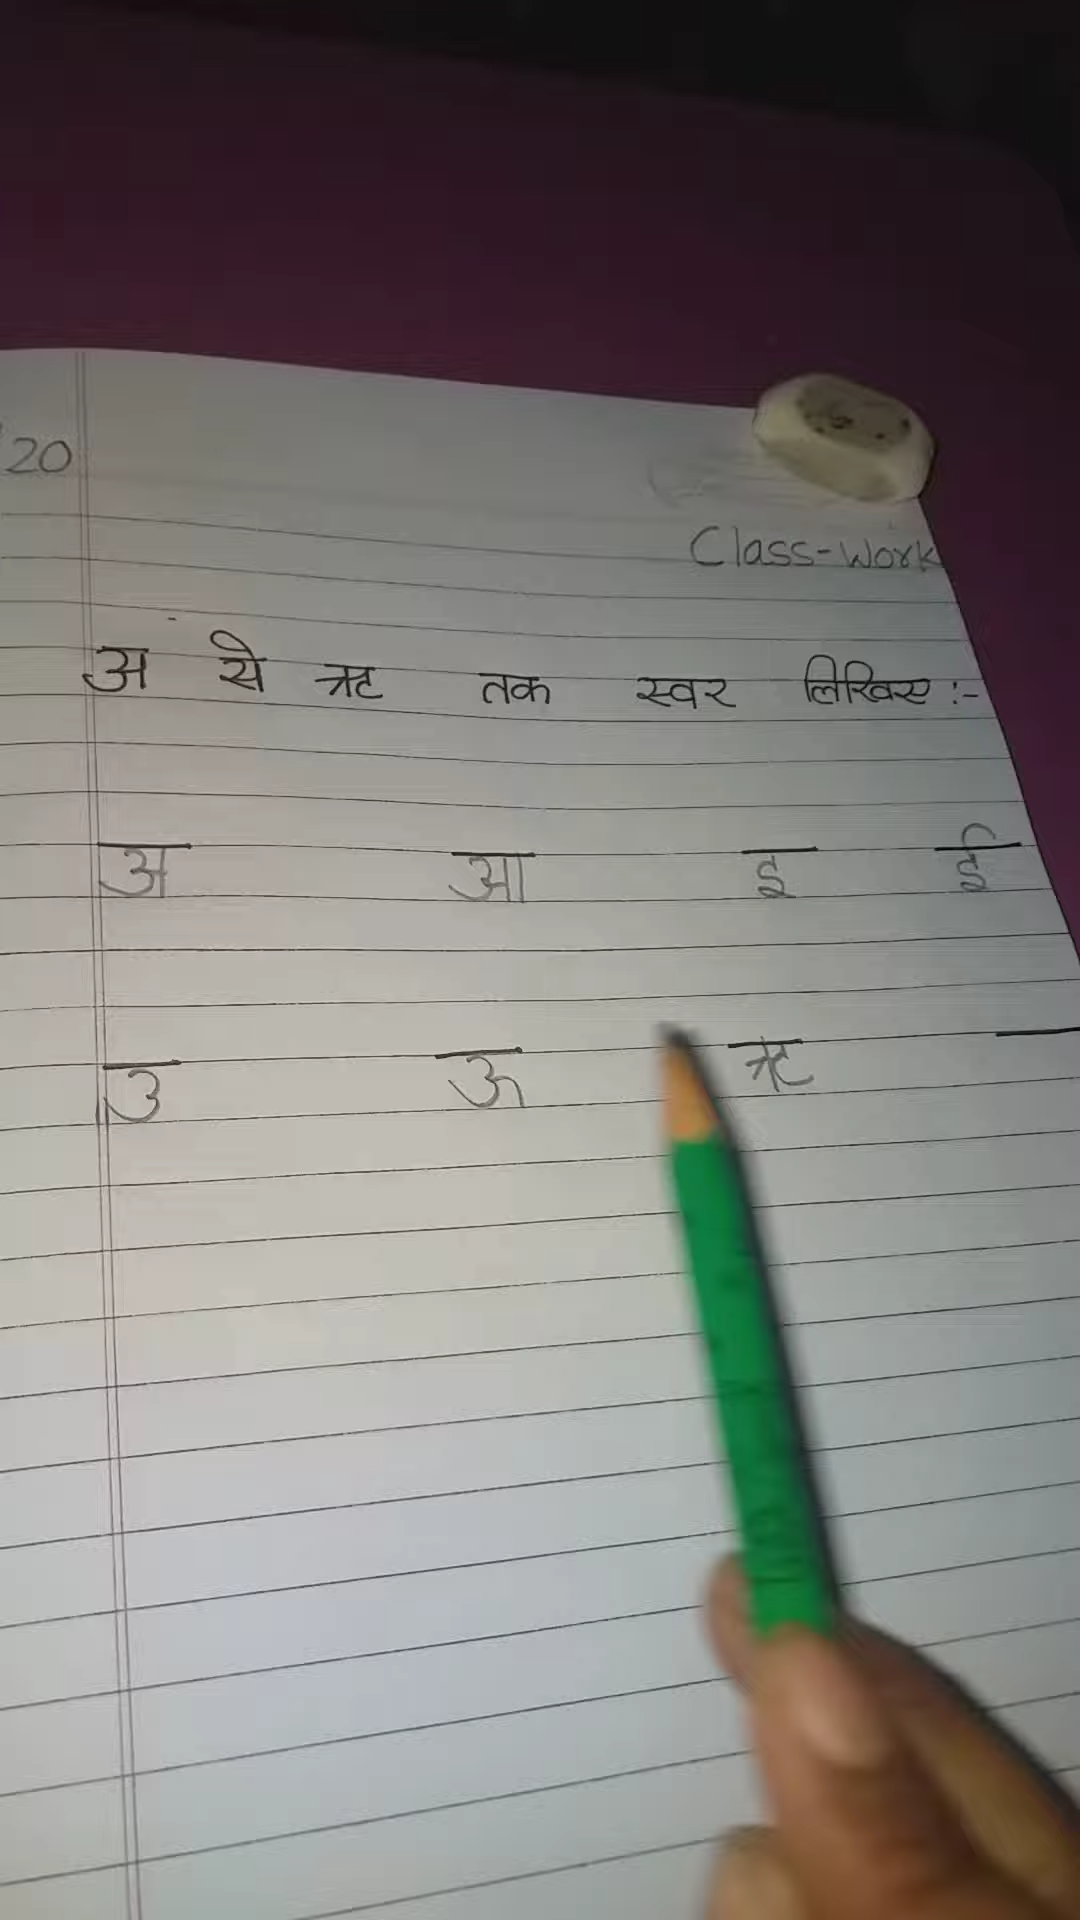 20
Class-Work
अ से ऋ तक स्वर लिखिए :-
अ आ इ ई
उ ऊ ऋ